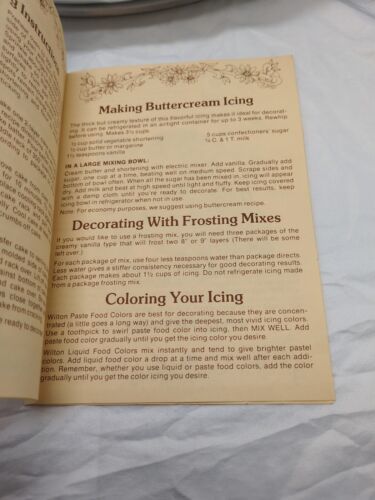 g Instruction
Making Buttercream Icing
The thick but creamy texture of this flavorful icing makes it ideal for decorat-
ing. It can be refrigerated in an airtight container for up to 3 weeks. Rewhip
before using. Makes 5½ cups.
½ cup solid vegetable shortening
½ cup butter or margarine
1½ teaspoons vanilla
5 cups confectioners' sugar
¼ C. & 1 T. milk
IN A LARGE MIXING BOWL:
Cream butter and shortening with electric mixer. Add vanilla. Gradually add
sugar, one cup at a time, beating well on medium speed. Scrape sides and
bottom of bowl often. When all the sugar has been mixed in, icing will appear
dry. Add milk and beat at high speed until light and fluffy. Keep icing covered
with a damp cloth until you're ready to decorate. For best results, keep
icing bowl in refrigerator when not in use.
Note: For economy purposes, we suggest using buttercream recipe.
Decorating With Frosting Mixes
If you would like to use a frosting mix, you will need three packages of the
creamy vanilla type that will frost two 8" or 9" layers (There will be some
left over.)
For each package of mix, use four less teaspoons water than package directs.
Less water gives a stiffer consistency necessary for good decorating results.
Each package makes about 1½ cups of icing. Do not refrigerate icing made
from a package frosting mix.
Coloring Your Icing
Wilton Paste Food Colors are best for decorating because they are concen-
trated (a little goes a long way) and give the deepest, most vivid icing colors.
Use a toothpick to swirl paste food color into icing, then MIX WELL. Add
paste food color gradually until you get the icing color you desire.
Wilton Liquid Food Colors mix instantly and tend to give brighter pastel
colors. Add liquid food color a drop at a time and mix well after each addi-
tion. Remember, whether you use liquid or paste food colors, add the color
gradually until you get the color icing you desire.